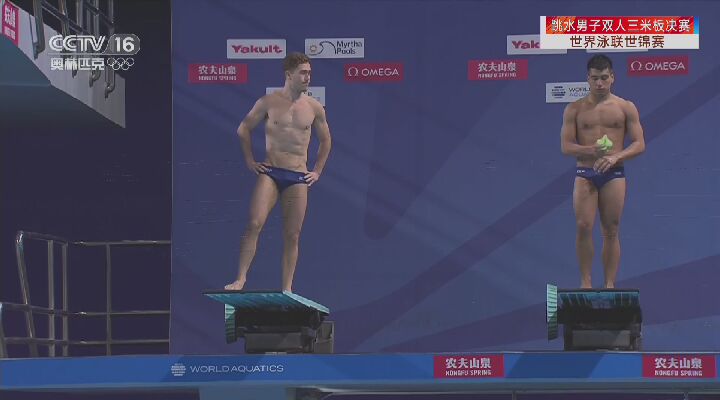 CCTV 16
奥林匹克
跳水男子双人三米板决赛
世界泳联世锦赛
Yakult
Myrtha Pools
Yakult
农夫山泉
NONGFU SPRING
OMEGA
农夫山泉
NONGFU SPRING
OMEGA
WORLD
WORLD AQUATICS
农夫山泉
NONGFU SPRING
农夫山泉
NONGFU SPRING